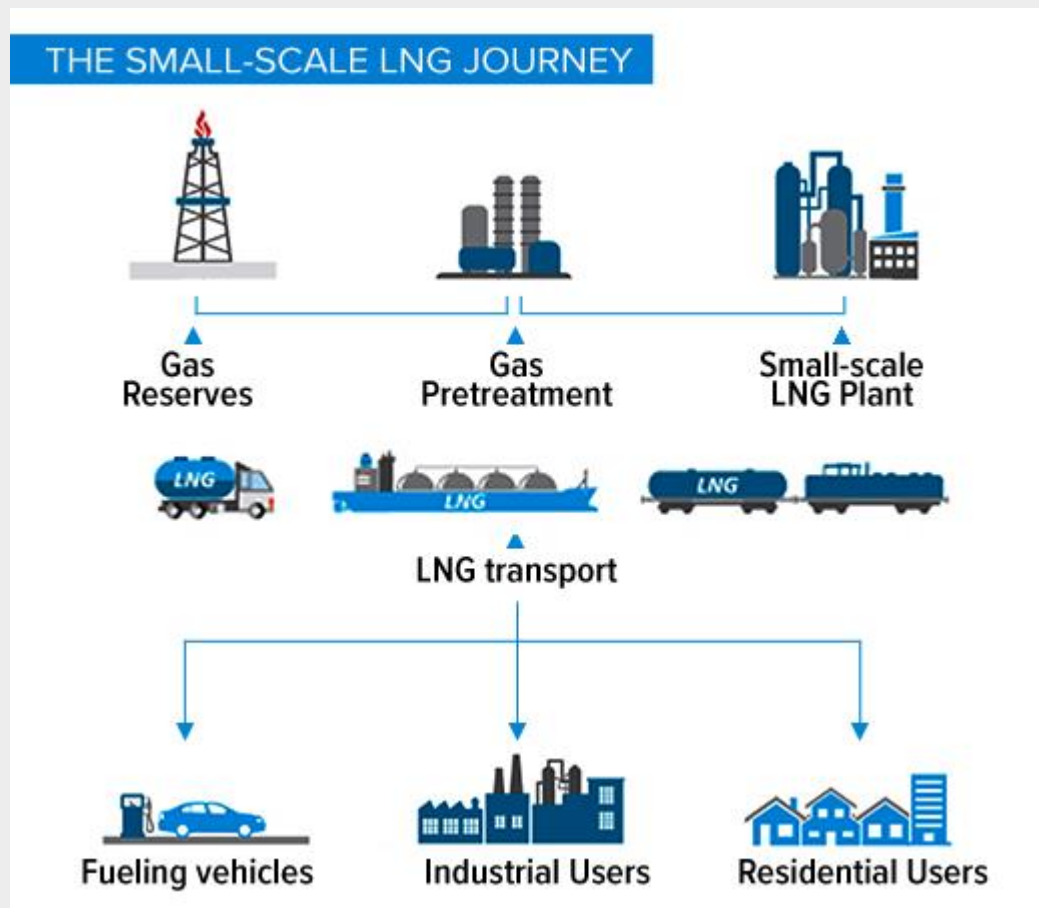 THE SMALL-SCALE LNG JOURNEY
Gas
Reserves
Gas
Pretreatment
Small-scale
LNG Plant
LNG
LNG
LNG
LNG transport
Fueling vehicles
Industrial Users
Residential Users